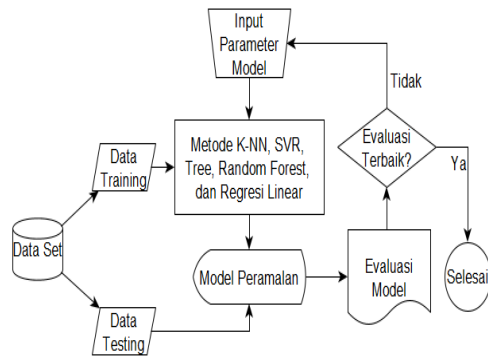 Input
Parameter
Model
Tidak
Metode K-NN, SVR,
Tree, Random Forest,
dan Regresi Linear
Evaluasi
Terbaik?
Ya
Data
Training
Data Set
Model Peramalan
Evaluasi
Model
Selesai
Data
Testing